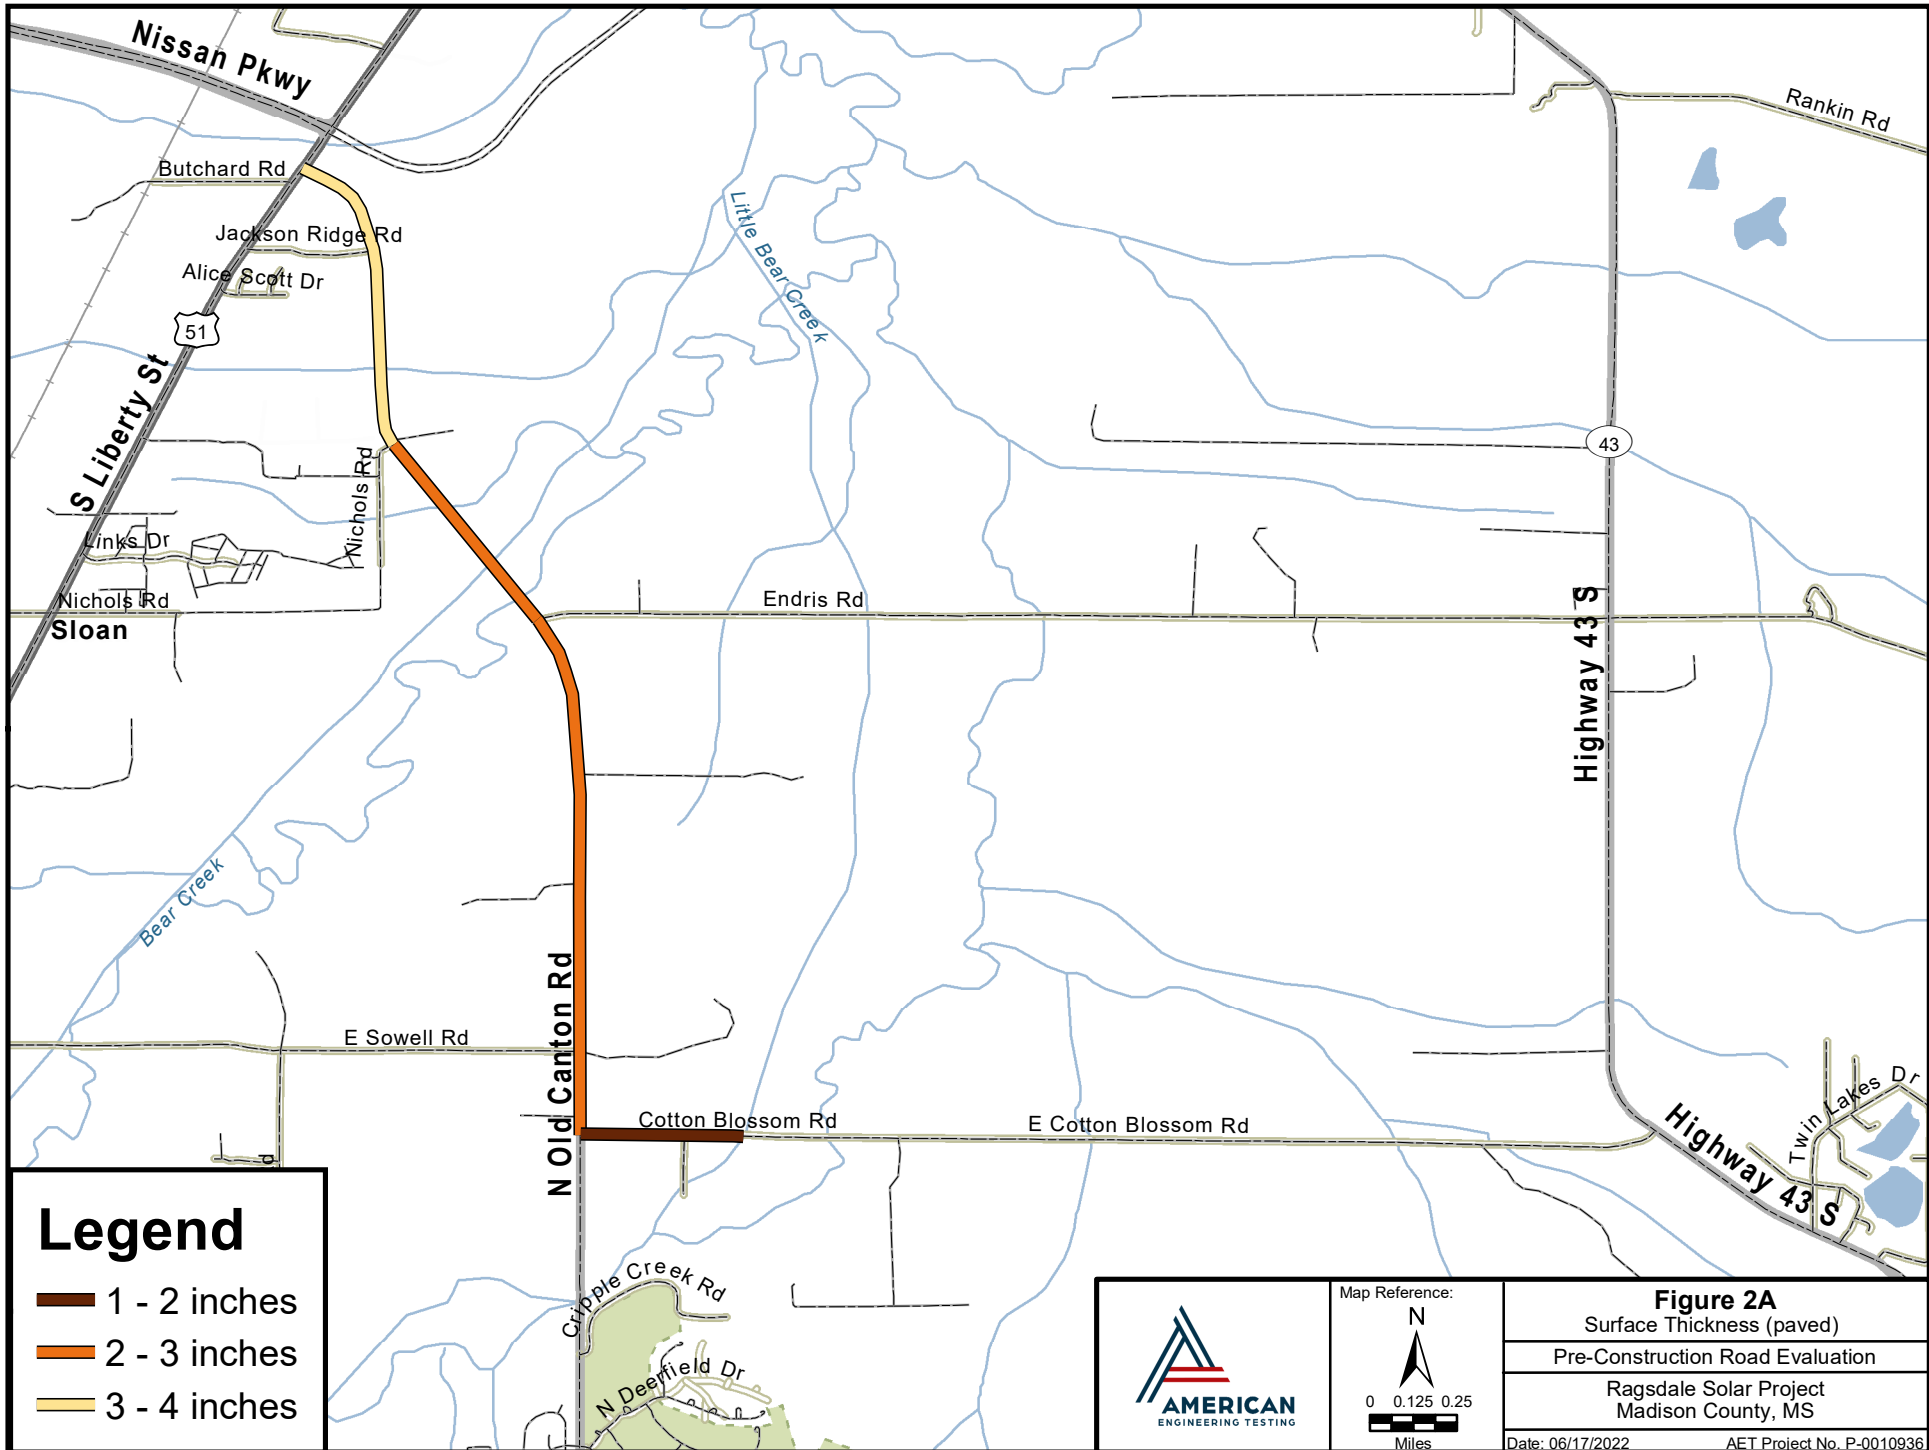 Nissan Pkwy
Rankin Rd
Butchard Rd
Jackson Ridge Rd
Alice Scott Dr
51
Little Bear Creek
S Liberty St
43
Nichols Rd
Links Dr
Nichols Rd
Sloan
Endris Rd
Highway 43 S
Bear Creek
N Old Canton Rd
E Sowell Rd
Cotton Blossom Rd
E Cotton Blossom Rd
Twin Lakes Dr
Highway 43 S
d
Cripple Creek Rd
N Deerfield Dr
Legend
1 - 2 inches
2 - 3 inches
3 - 4 inches
AMERICAN
ENGINEERING TESTING
Map Reference:
N
0 0.125 0.25
Miles
Figure 2A
Surface Thickness (paved)
Pre-Construction Road Evaluation
Ragsdale Solar Project
Madison County, MS
Date: 06/17/2022 AET Project No. P-0010936